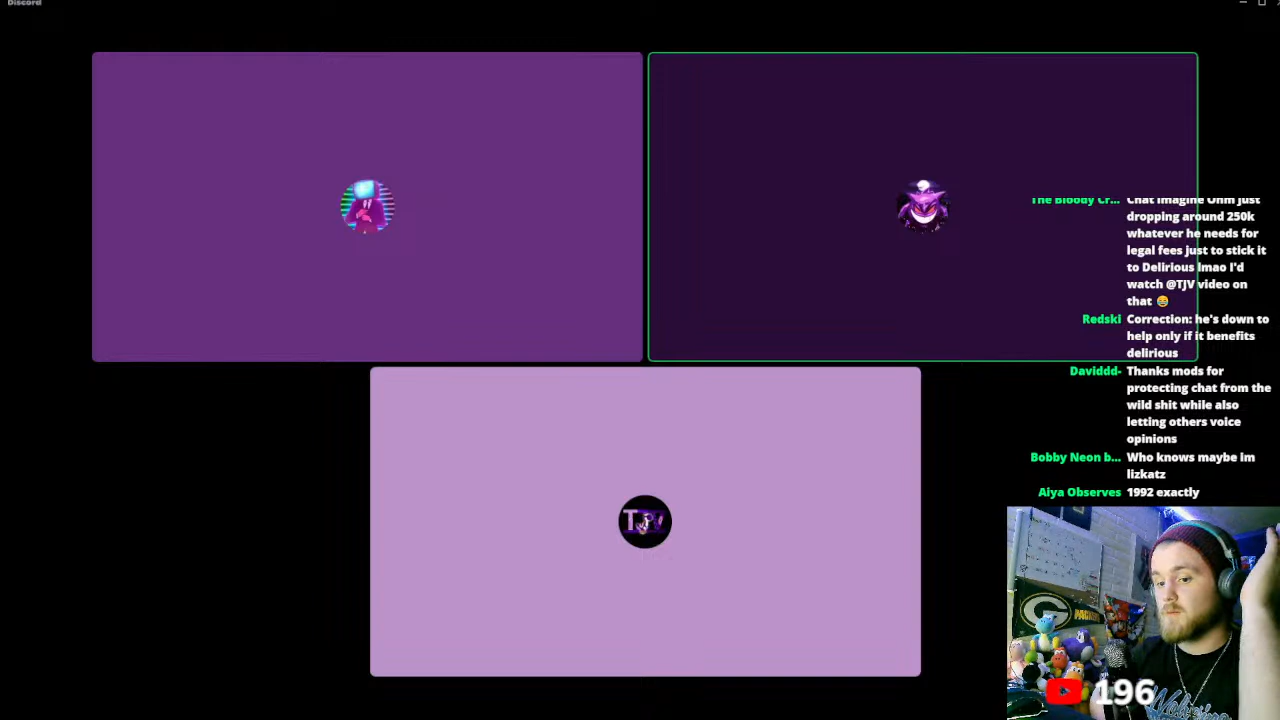 Discord
The Bloody Cr... Chat imagine Ohm just
dropping around 250k
whatever he needs for
legal fees just to stick it
to Delirious lmao I'd
watch @TJV video on
that 😂
Redski Correction: he's down to
help only if it benefits
delirious
Daviddd- Thanks mods for
protecting chat from the
wild shit while also
letting others voice
opinions
Bobby Neon b... Who knows maybe Im
lizkatz
Aiya Observes 1992 exactly
TJV
G PACKERS
196